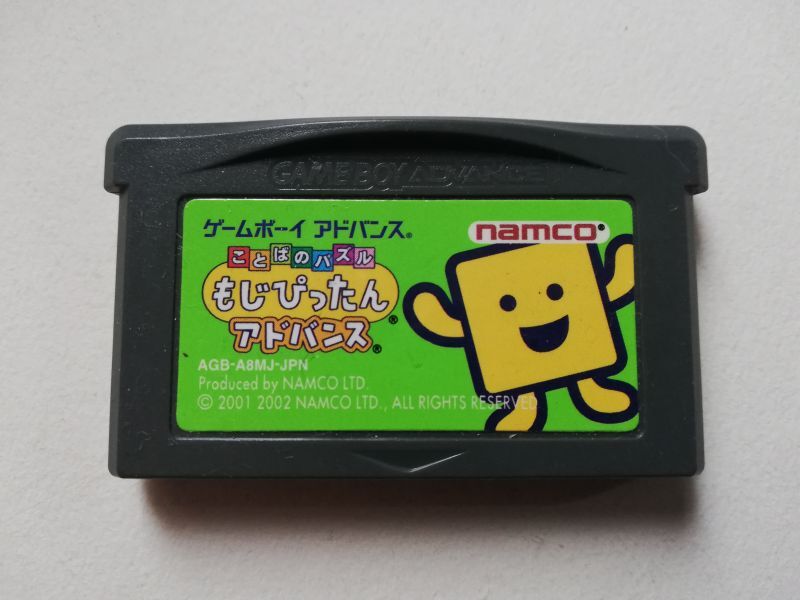 GAME BOY ADVANCE
ゲームボーイ アドバンス®
namco®
ことばのパズル
もじぴったん®
アドバンス®
AGB-A8MJ-JPN
Produced by NAMCO LTD.
© 2001 2002 NAMCO LTD., ALL RIGHTS RESERVED